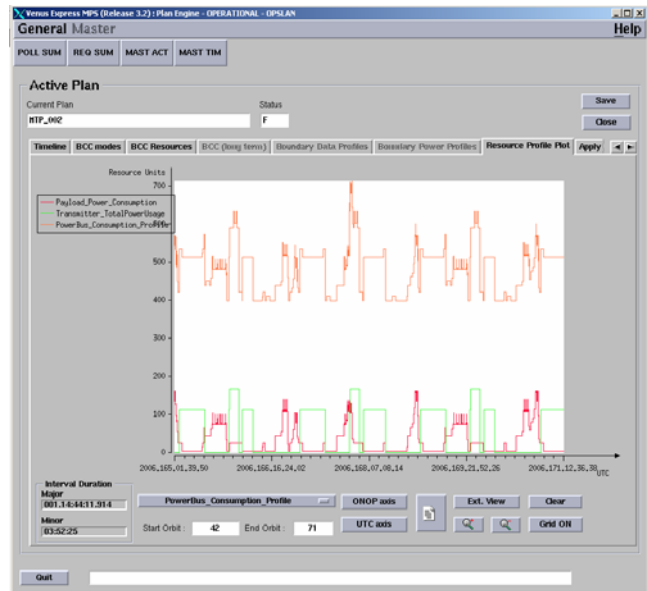 Venus Express MPS (Release 3.2) : Plan Engine - OPERATIONAL - OPSLAN
General Master Help
POLL SUM REQ SUM MAST ACT MAST TIM
Active Plan
Current Plan Status Save
MTP_002 F Close
Timeline BCC modes BCC Resources BCC (long term) Boundary Data Profiles Boundary Power Profiles Resource Profile Plot Apply
Resource Units
700
Payload_Power_Consumption
Transmitter_TotalPowerUsage
PowerBus_Consumption_Profile
500
400
300
200
100
0
2006.165.01.39.50 2006.166.16.24.02 2006.168.07.08.14 2006.169.21.52.26 2006.171.12.36.38
UTC
Interval Duration
Major
001.14:44:11.914
Minor
03:52:25
PowerBus_Consumption_Profile ONOP axis Ext. View Clear
Start Orbit : 42 End Orbit : 71 UTC axis Grid ON
Quit